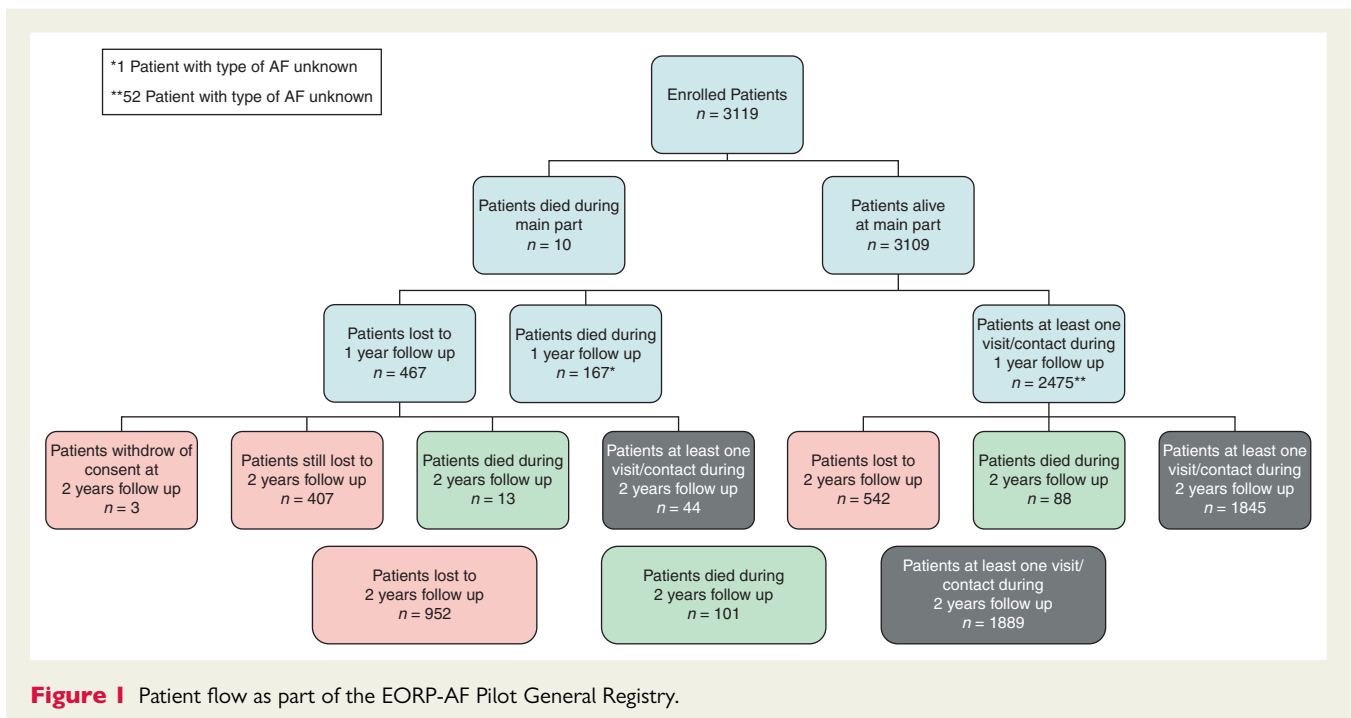 *1 Patient with type of AF unknown
**52 Patient with type of AF unknown
Enrolled Patients
n = 3119
Patients died during
main part
n = 10
Patients alive
at main part
n = 3109
Patients lost to
1 year follow up
n = 467
Patients died during
1 year follow up
n = 167*
Patients at least one
visit/contact during
1 year follow up
n = 2475**
Patients withdrow of
consent at
2 years follow up
n = 3
Patients still lost to
2 years follow up
n = 407
Patients died during
2 years follow up
n = 13
Patients at least one
visit/contact during
2 years follow up
n = 44
Patients lost to
2 years follow up
n = 542
Patients died during
2 years follow up
n = 88
Patients at least one
visit/contact during
2 years follow up
n = 1845
Patients lost to
2 years follow up
n = 952
Patients died during
2 years follow up
n = 101
Patients at least one visit/
contact during
2 years follow up
n = 1889
Figure 1 Patient flow as part of the EORP-AF Pilot General Registry.